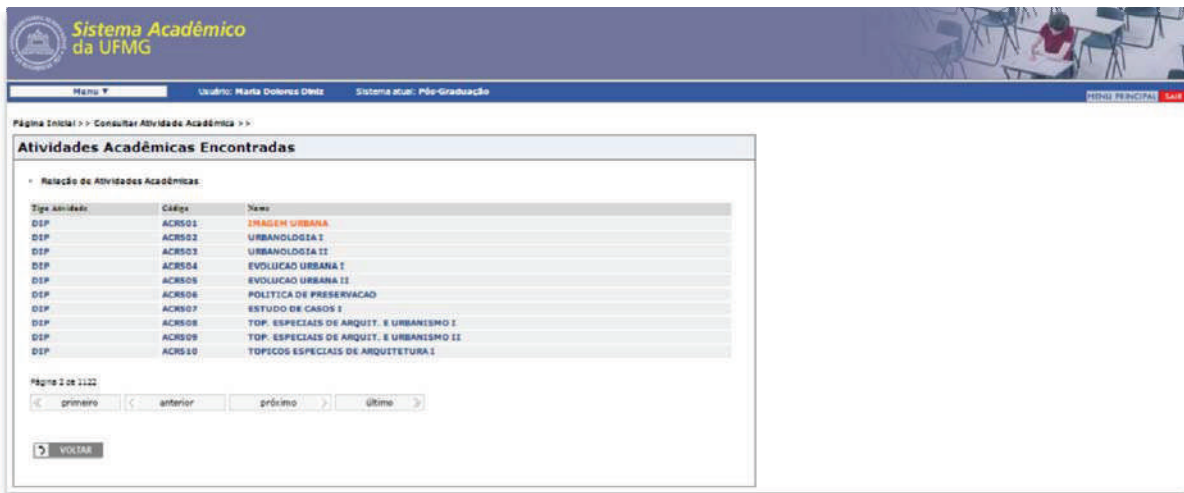 Sistema Acadêmico
da UFMG
Menu ▼ Usuário: Maria Dolores Diniz Sistema atual: Pós-Graduação MENU PRINCIPAL SAIR
Página Inicial >> Consultar Atividade Acadêmica >>
Atividades Acadêmicas Encontradas
Relação de Atividades Acadêmicas
Tipo Atividade Código Nome
DIP ACR501 IMAGEM URBANA
DIP ACR502 URBANOLOGIA I
DIP ACR503 URBANOLOGIA II
DIP ACR504 EVOLUCAO URBANA I
DIP ACR505 EVOLUCAO URBANA II
DIP ACR506 POLITICA DE PRESERVACAO
DIP ACR507 ESTUDO DE CASOS I
DIP ACR508 TOP. ESPECIAIS DE ARQUIT. E URBANISMO I
DIP ACR509 TOP. ESPECIAIS DE ARQUIT. E URBANISMO II
DIP ACR510 TOPICOS ESPECIAIS DE ARQUITETURA I
Página de 1122
primeiro anterior próximo último
VOLTAR